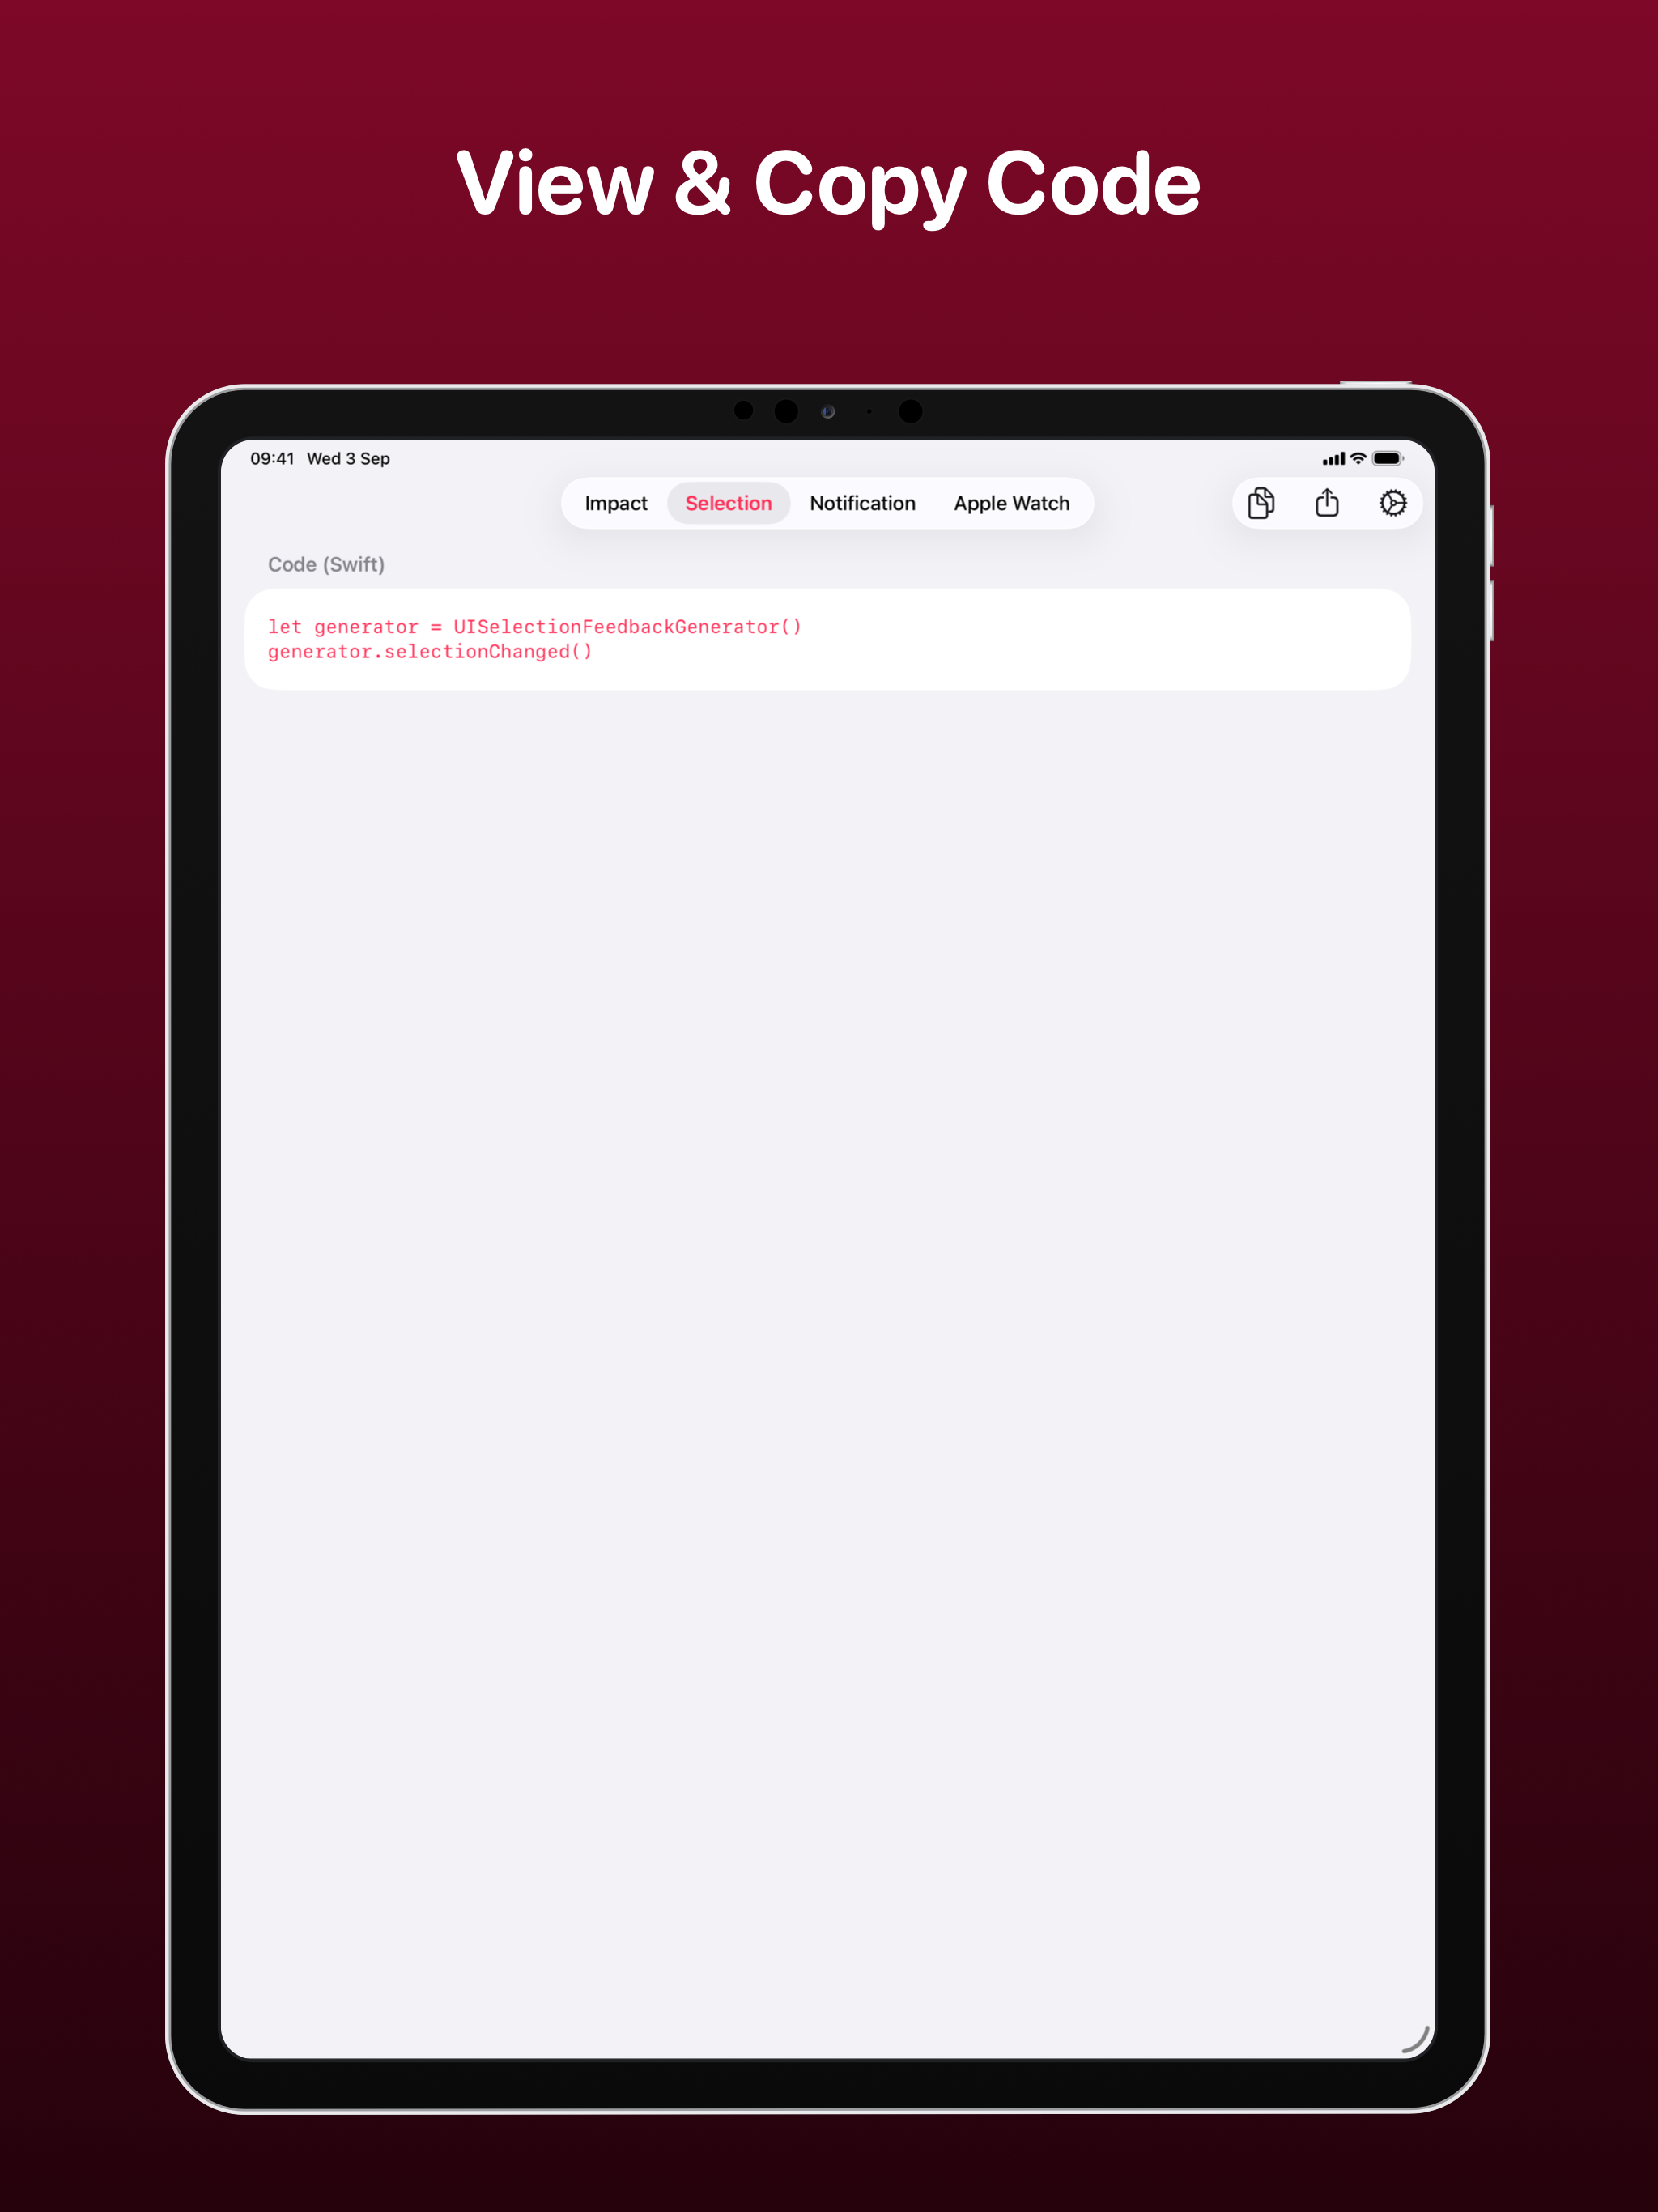 View & Copy Code
09:41 Wed 3 Sep
Impact Selection Notification Apple Watch
Code (Swift)
let generator = UISelectionFeedbackGenerator()
generator.selectionChanged()